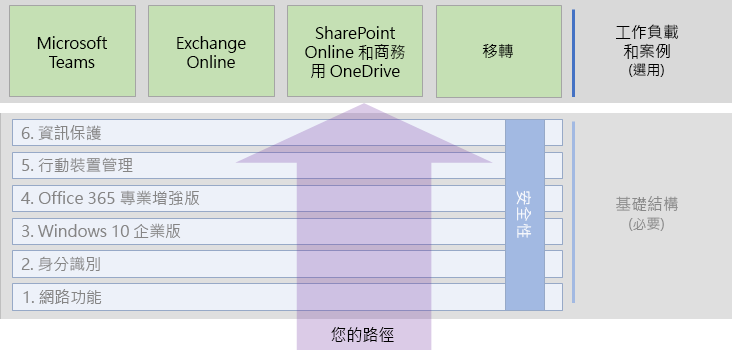 Microsoft
Teams
Exchange
Online
SharePoint
Online 和商務
用 OneDrive
移轉
工作負載
和案例
(選用)
6. 資訊保護
5. 行動裝置管理
4. Office 365 專業增強版
3. Windows 10 企業版
2. 身分識別
1. 網路功能
安全性
基礎結構
(必要)
您的路徑